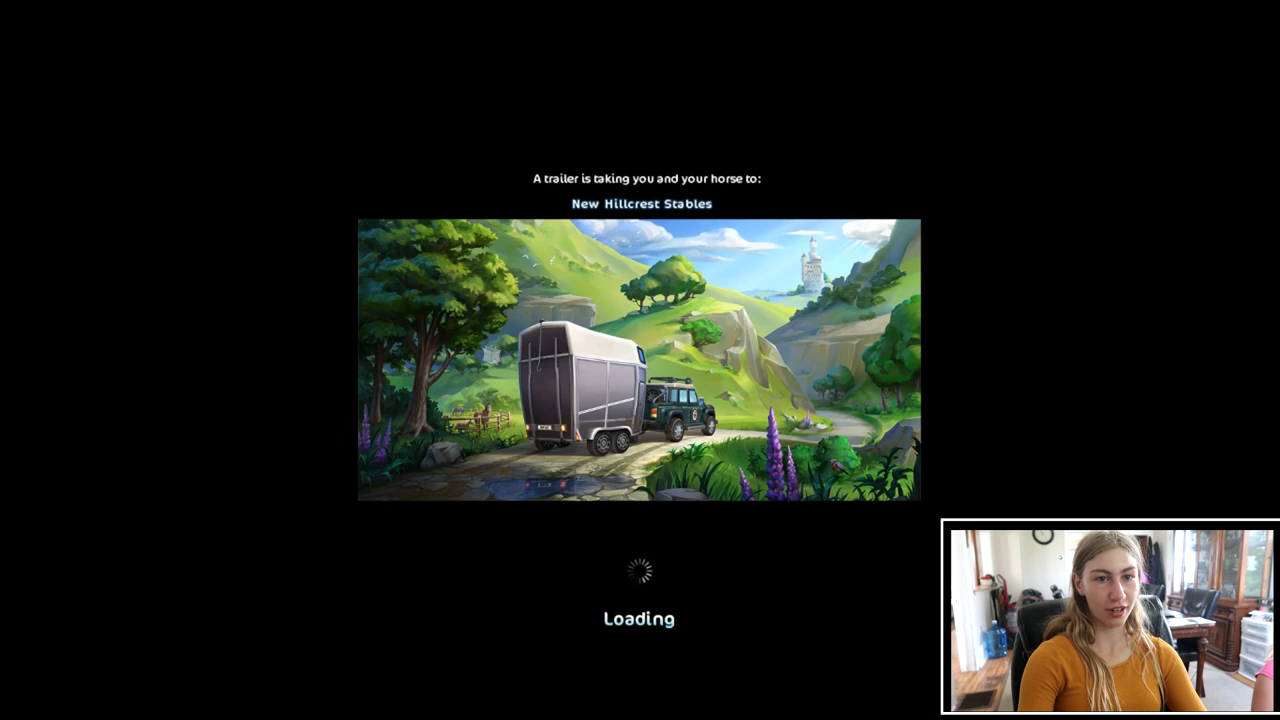 A trailer is taking you and your horse to:
New Hillcrest Stables
Loading